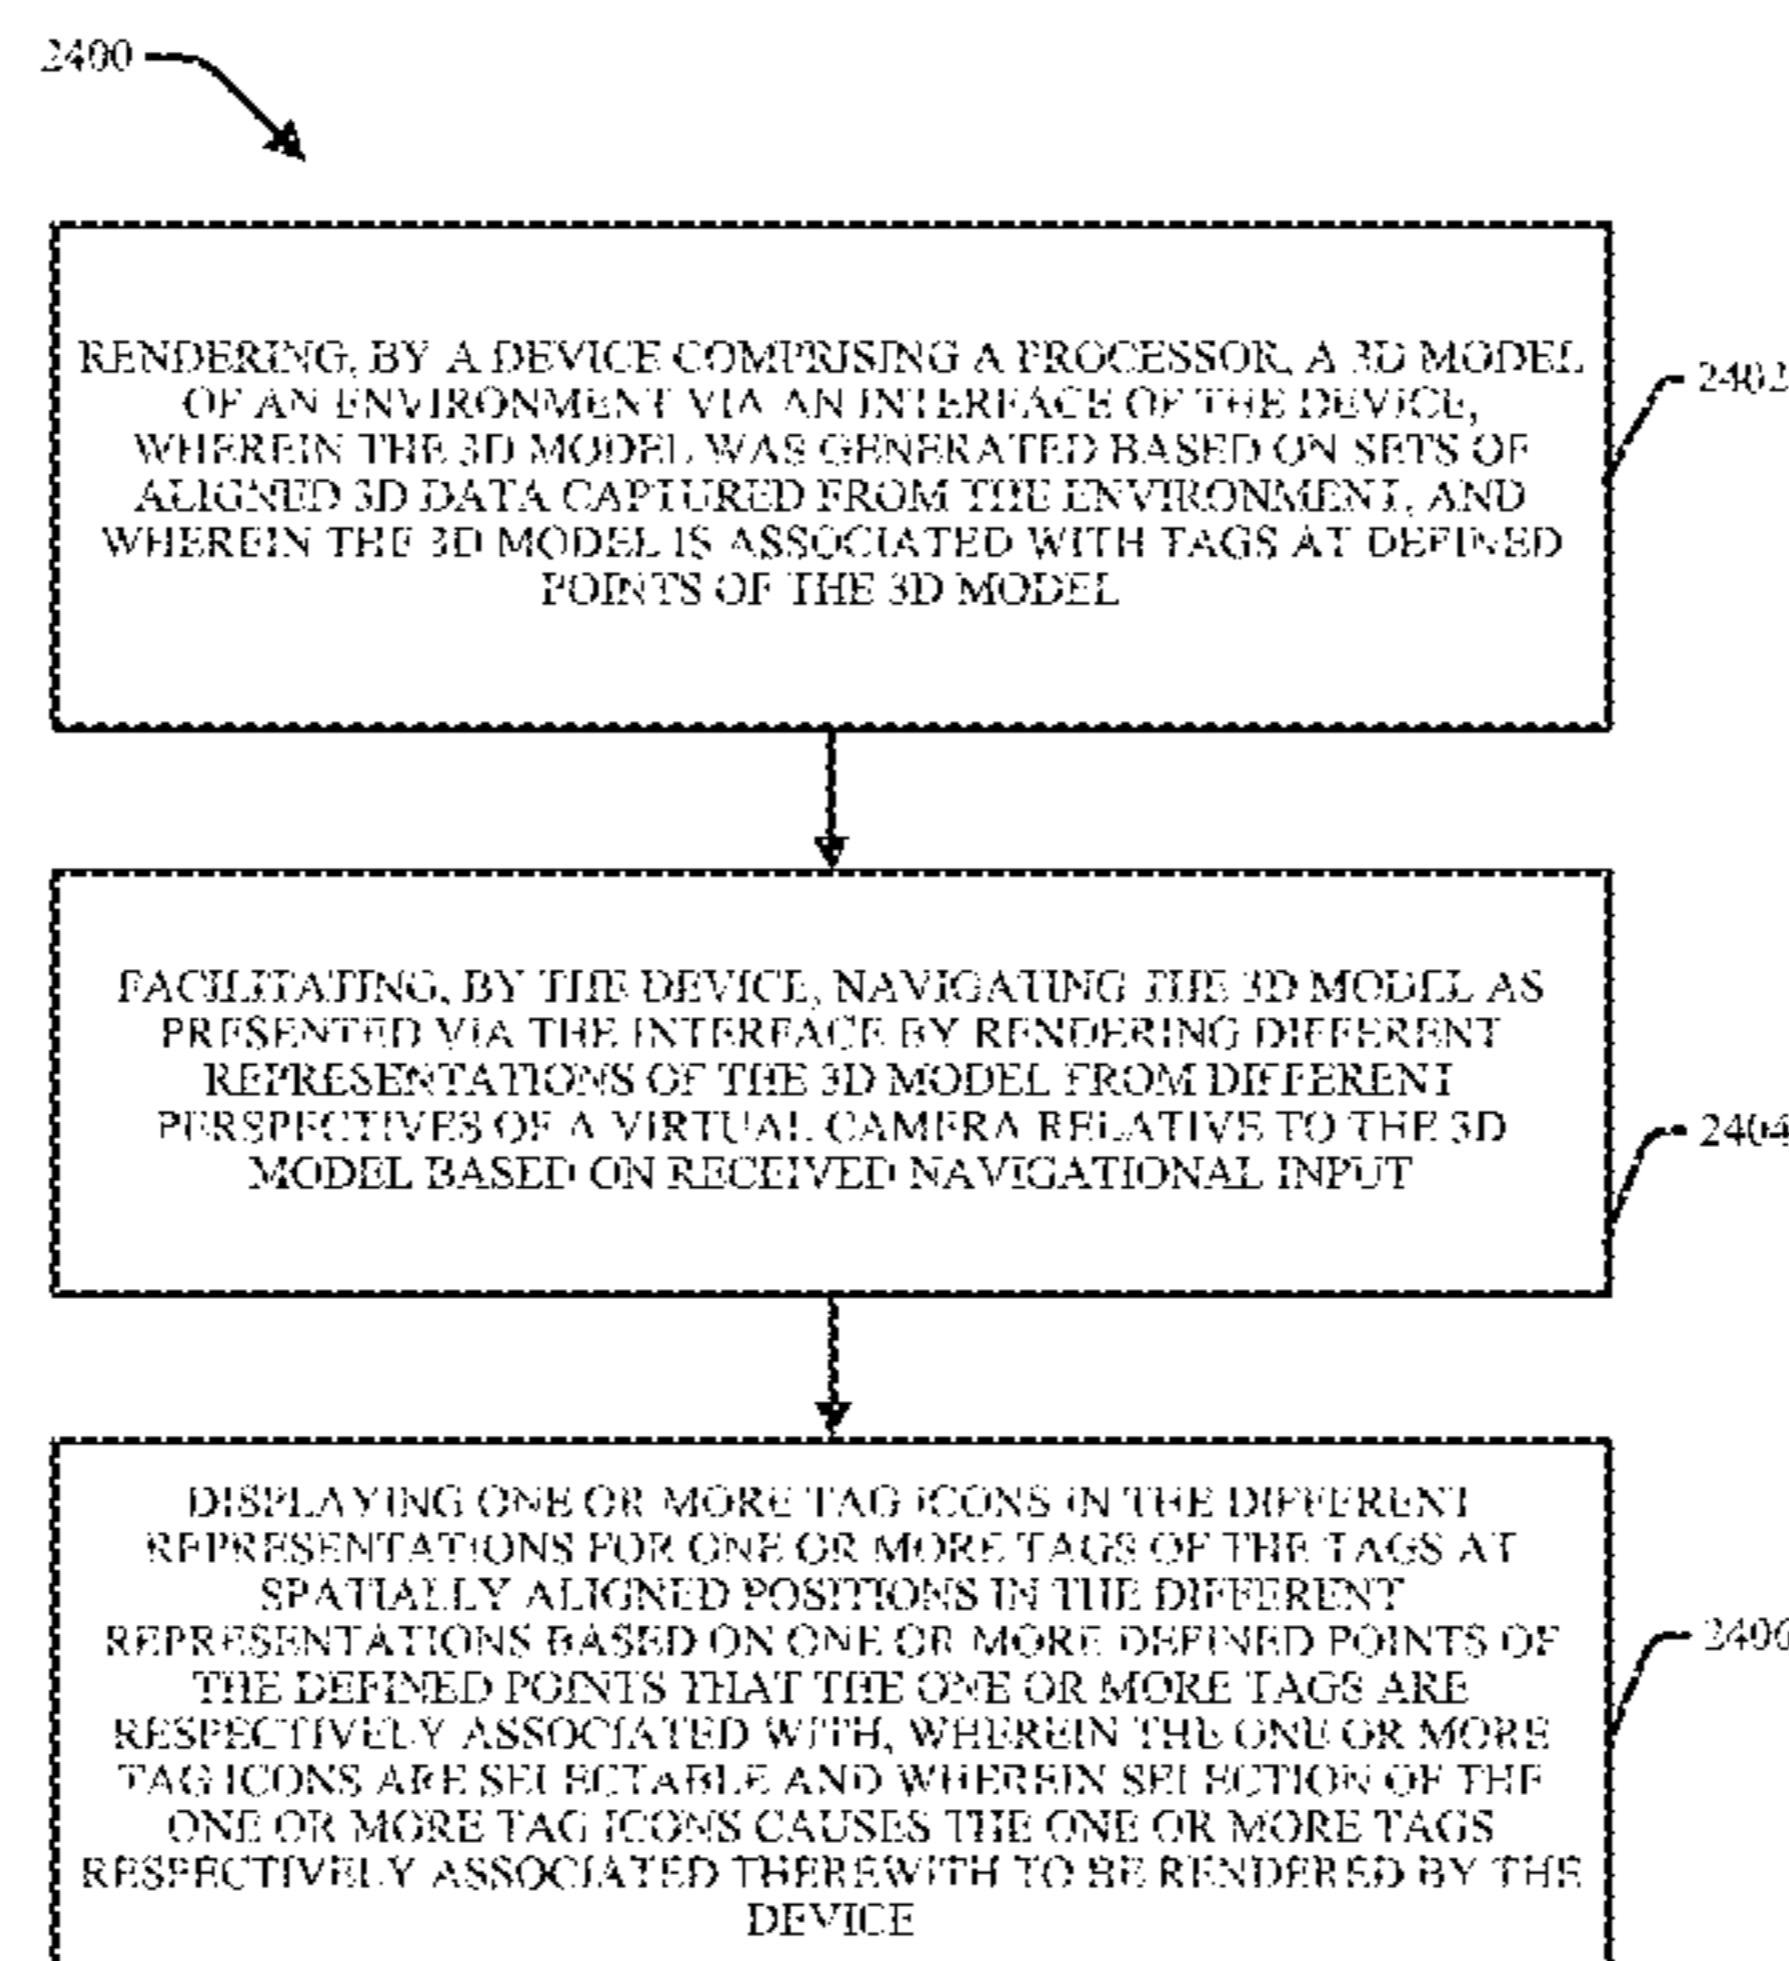 2400
RENDERING, BY A DEVICE COMPRISING A PROCESSOR, A 3D MODEL
OF AN ENVIRONMENT VIA AN INTERFACE OF THE DEVICE,
WHEREIN THE 3D MODEL WAS GENERATED BASED ON SETS OF
ALIGNED 3D DATA CAPTURED FROM THE ENVIRONMENT, AND
WHEREIN THE 3D MODEL IS ASSOCIATED WITH TAGS AT DEFINED
POINTS OF THE 3D MODEL
2402
FACILITATING, BY THE DEVICE, NAVIGATING THE 3D MODEL AS
PRESENTED VIA THE INTERFACE BY RENDERING DIFFERENT
REPRESENTATIONS OF THE 3D MODEL FROM DIFFERENT
PERSPECTIVES OF A VIRTUAL CAMERA RELATIVE TO THE 3D
MODEL BASED ON RECEIVED NAVIGATIONAL INPUT
2404
DISPLAYING ONE OR MORE TAG ICONS IN THE DIFFERENT
REPRESENTATIONS FOR ONE OR MORE TAGS OF THE TAGS AT
SPATIALLY ALIGNED POSITIONS IN THE DIFFERENT
REPRESENTATIONS BASED ON ONE OR MORE DEFINED POINTS OF
THE DEFINED POINTS THAT THE ONE OR MORE TAGS ARE
RESPECTIVELY ASSOCIATED WITH, WHEREIN THE ONE OR MORE
TAG ICONS ARE SELECTABLE AND WHEREIN SELECTION OF THE
ONE OR MORE TAG ICONS CAUSES THE ONE OR MORE TAGS
RESPECTIVELY ASSOCIATED THEREWITH TO BE RENDERED BY THE
DEVICE
2406